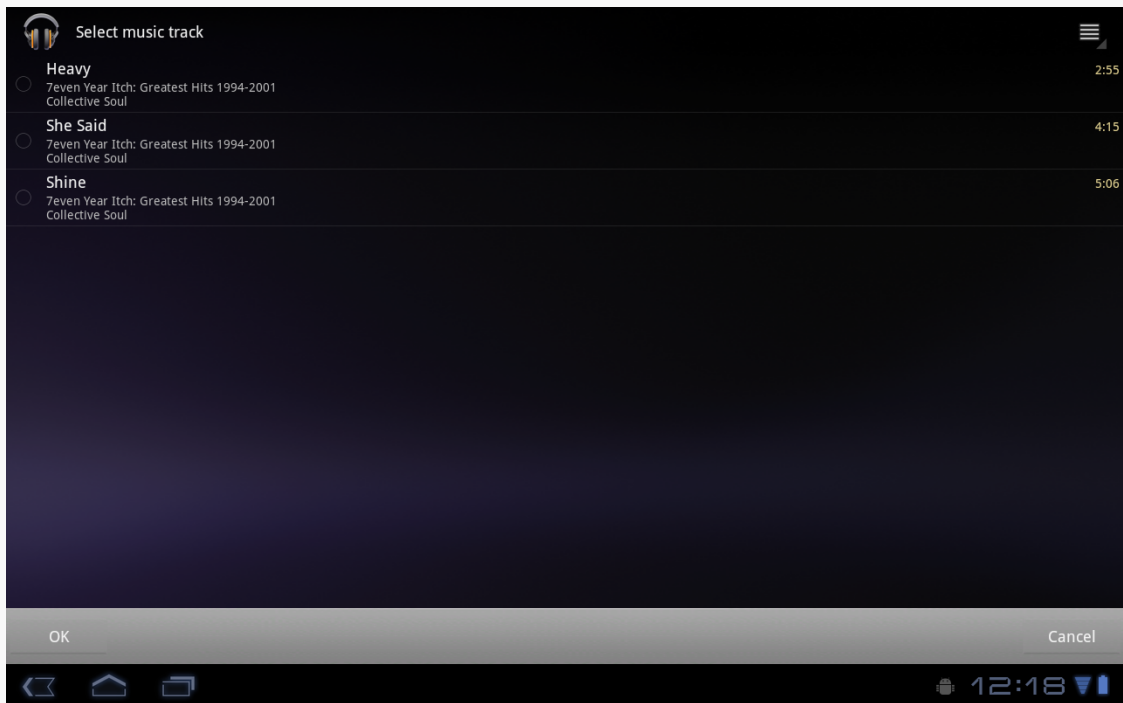 Select music track
Heavy
2:55
7even Year Itch: Greatest Hits 1994-2001
Collective Soul
She Said
4:15
7even Year Itch: Greatest Hits 1994-2001
Collective Soul
Shine
5:06
7even Year Itch: Greatest Hits 1994-2001
Collective Soul
OK
Cancel
12:18